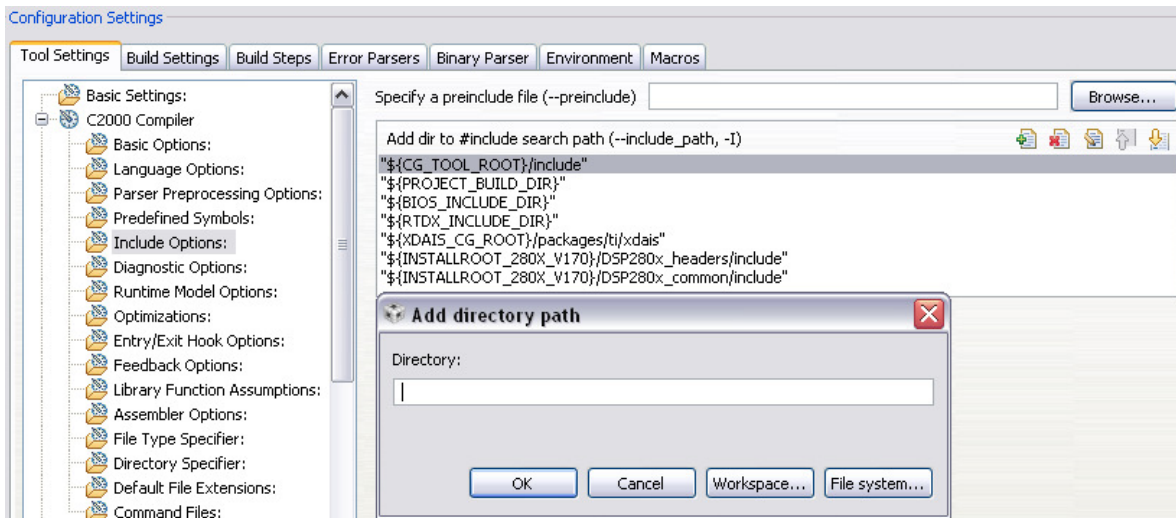 Configuration Settings
Tool Settings Build Settings Build Steps Error Parsers Binary Parser Environment Macros
Basic Settings:
C2000 Compiler
Basic Options:
Language Options:
Parser Preprocessing Options:
Predefined Symbols:
Include Options:
Diagnostic Options:
Runtime Model Options:
Optimizations:
Entry/Exit Hook Options:
Feedback Options:
Library Function Assumptions:
Assembler Options:
File Type Specifier:
Directory Specifier:
Default File Extensions:
Command Files:
Specify a preinclude file (--preinclude) Browse...
Add dir to #include search path (--include_path, -I)
"${CG_TOOL_ROOT}/include"
"${PROJECT_BUILD_DIR}"
"${BIOS_INCLUDE_DIR}"
"${RTDX_INCLUDE_DIR}"
"${XDAIS_CG_ROOT}/packages/ti/xdais"
"${INSTALLROOT_280X_V170}/DSP280x_headers/include"
"${INSTALLROOT_280X_V170}/DSP280x_common/include"
Add directory path
Directory:
OK Cancel Workspace... File system...